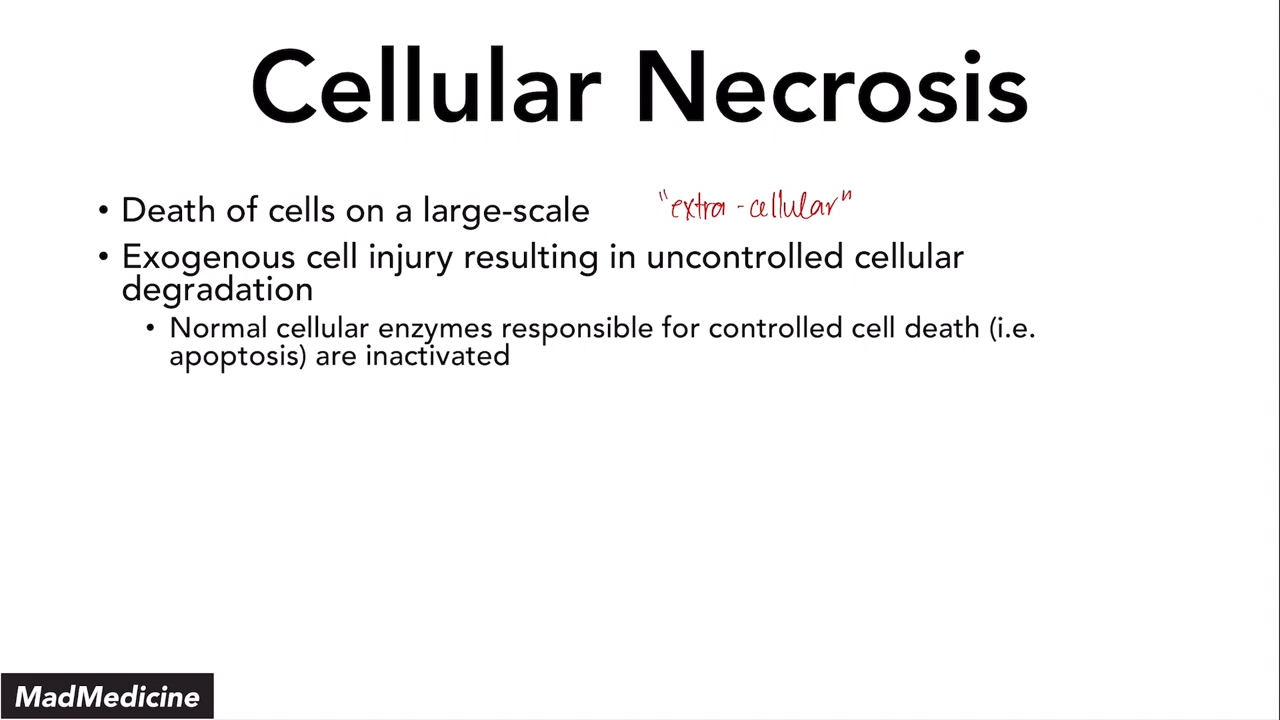 Cellular Necrosis
• Death of cells on a large-scale "extra-cellular"
• Exogenous cell injury resulting in uncontrolled cellular
degradation
• Normal cellular enzymes responsible for controlled cell death (i.e.
apoptosis) are inactivated
MadMedicine